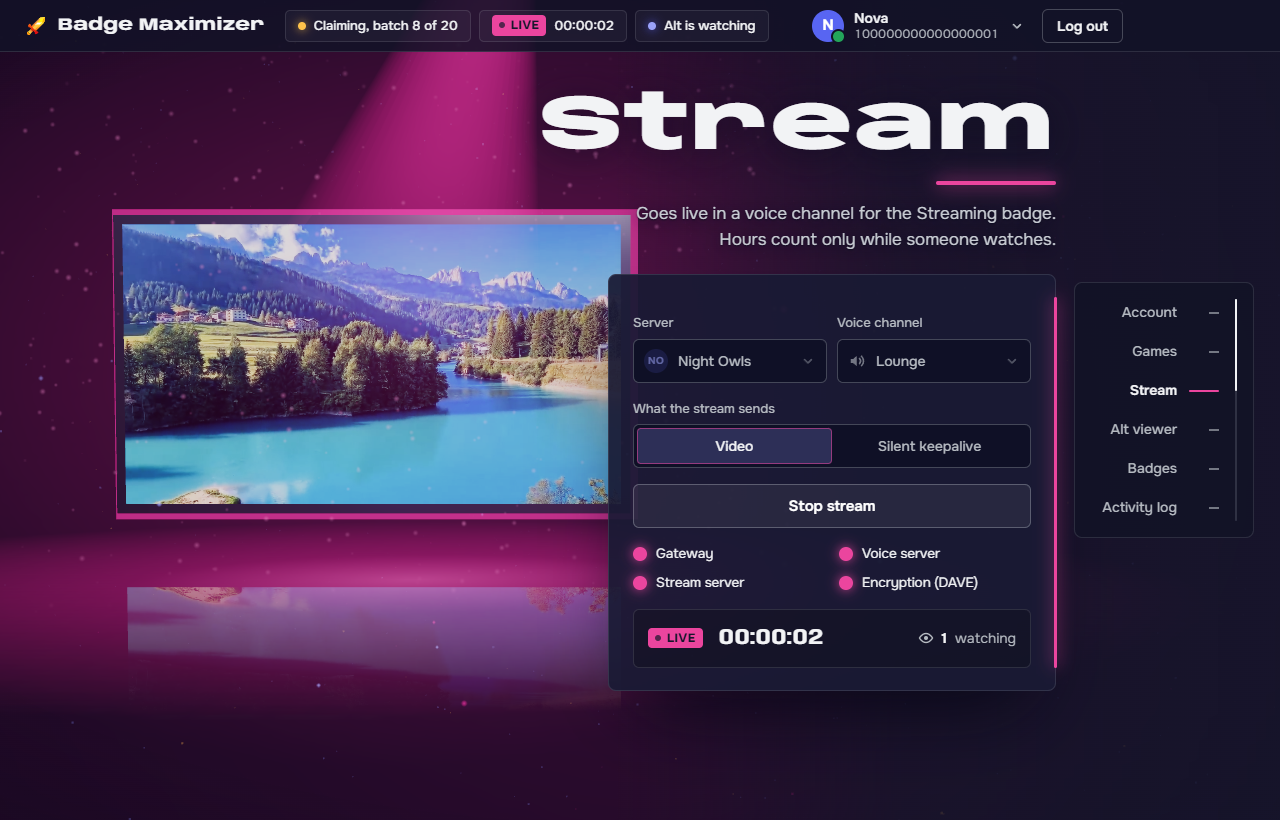 Badge Maximizer
Claiming, batch 8 of 20
LIVE 00:00:02
Alt is watching
N
Nova
100000000000000001
Log out
Stream
Goes live in a voice channel for the Streaming badge.
Hours count only while someone watches.
Server
Voice channel
NO Night Owls
Lounge
What the stream sends
Video
Silent keepalive
Stop stream
Gateway
Voice server
Stream server
Encryption (DAVE)
LIVE 00:00:02
1 watching
Account
Games
Stream
Alt viewer
Badges
Activity log